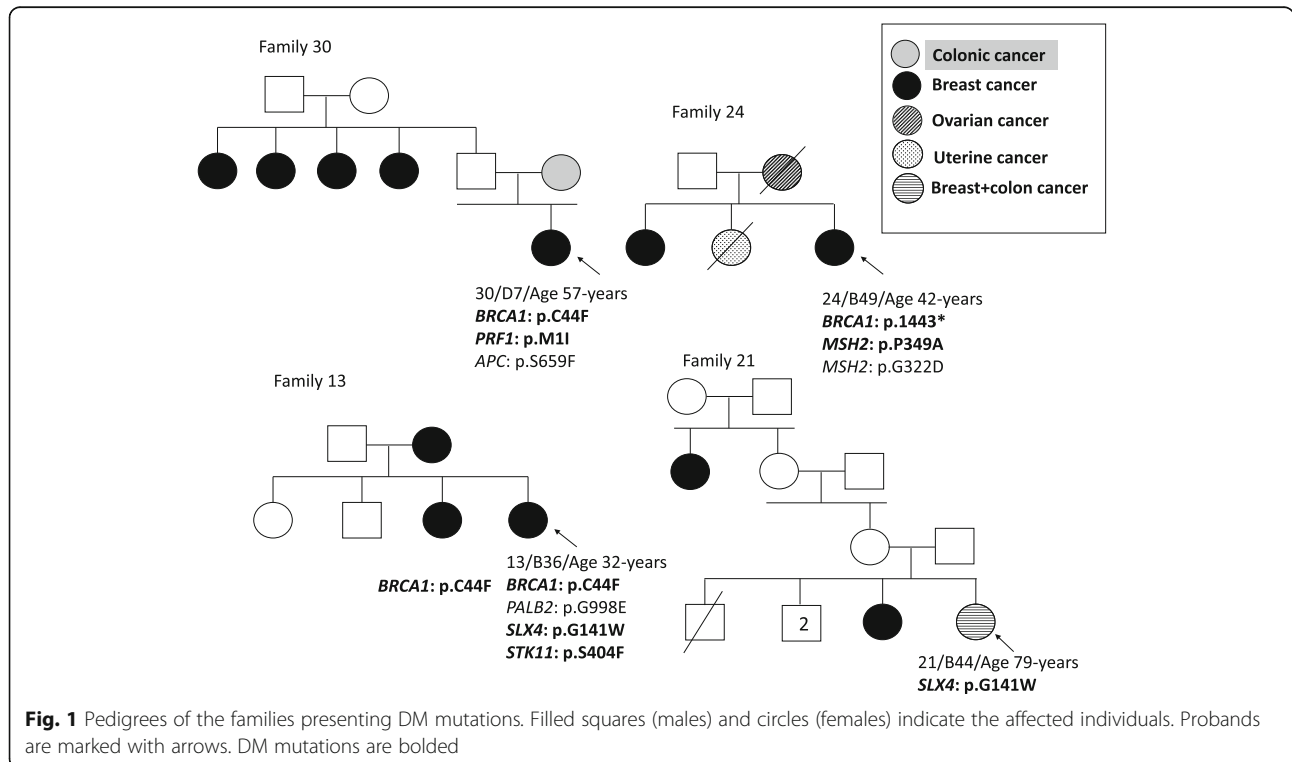 Family 30
Colonic cancer
Breast cancer
Ovarian cancer
Uterine cancer
Breast+colon cancer
Family 24
30/D7/Age 57-years
BRCA1: p.C44F
PRF1: p.M1I
APC: p.S659F
24/B49/Age 42-years
BRCA1: p.1443*
MSH2: p.P349A
MSH2: p.G322D
Family 13
Family 21
BRCA1: p.C44F
13/B36/Age 32-years
BRCA1: p.C44F
PALB2: p.G998E
SLX4: p.G141W
STK11: p.S404F
2
21/B44/Age 79-years
SLX4: p.G141W
Fig. 1 Pedigrees of the families presenting DM mutations. Filled squares (males) and circles (females) indicate the affected individuals. Probands
are marked with arrows. DM mutations are bolded